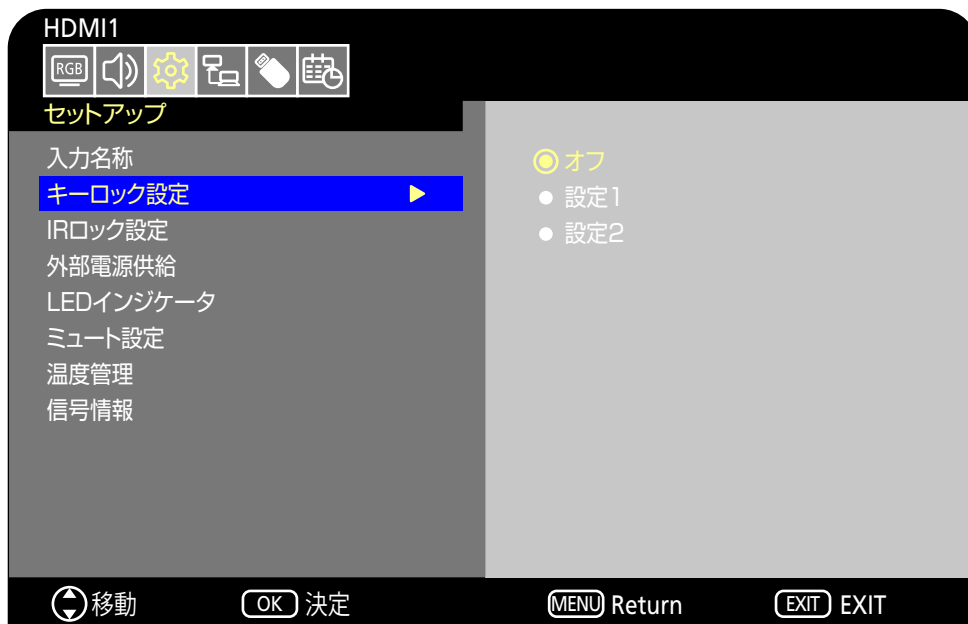 HDMI1
RGB
セットアップ
入力名称
キーロック設定
IRロック設定
外部電源供給
LEDインジケータ
ミュート設定
温度管理
信号情報
オフ
設定1
設定2
移動 OK 決定 MENU Return EXIT EXIT